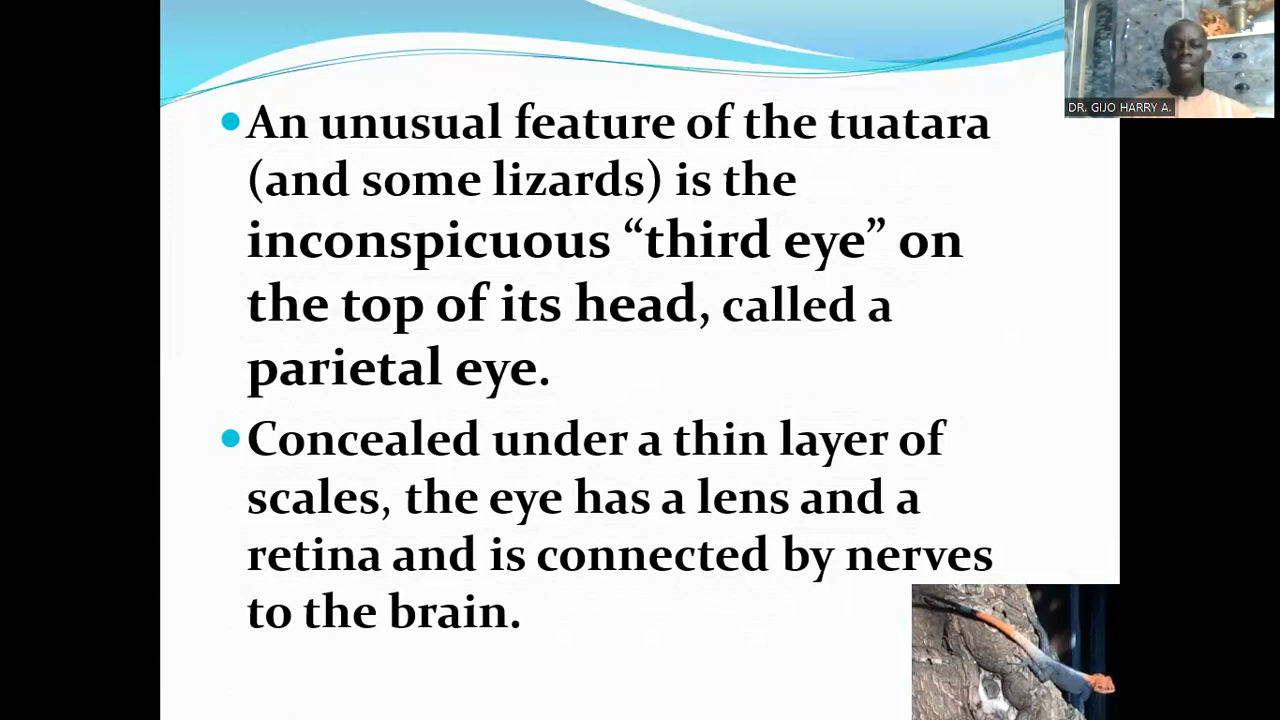 DR. GIJO HARRY A.
•An unusual feature of the tuatara
(and some lizards) is the
inconspicuous “third eye” on
the top of its head, called a
parietal eye.
•Concealed under a thin layer of
scales, the eye has a lens and a
retina and is connected by nerves
to the brain.